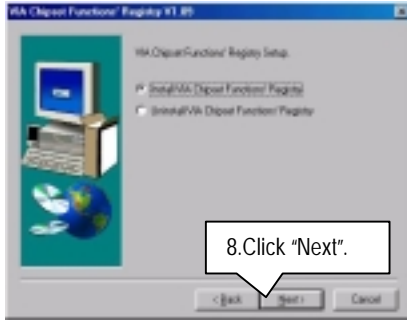 VIA Chipset Functions' Registry V1.09
VIA Chipset Functions' Registry Setup.
Install VIA Chipset Functions' Registry
Uninstall VIA Chipset Functions' Registry
8.Click “Next”.
< Back Next > Cancel